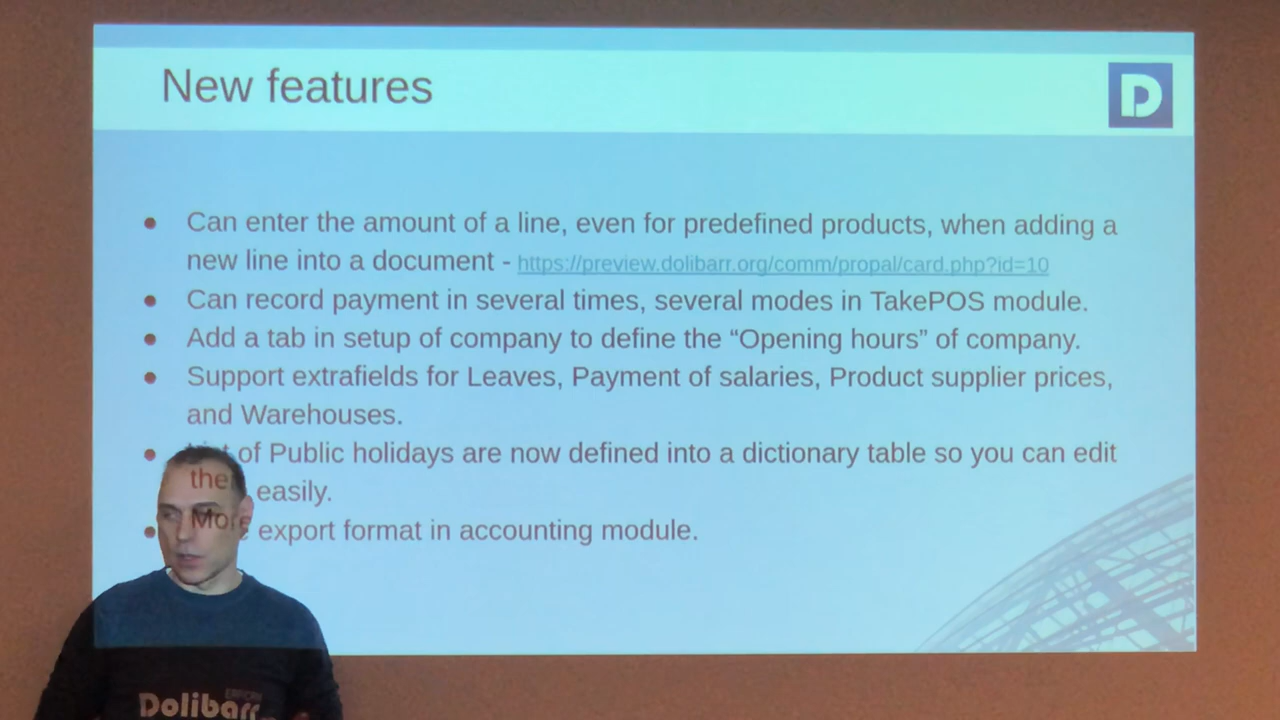 New features
D
Can enter the amount of a line, even for predefined products, when adding a
new line into a document - https://preview.dolibarr.org/comm/propal/card.php?id=10
Can record payment in several times, several modes in TakePOS module.
Add a tab in setup of company to define the “Opening hours” of company.
Support extrafields for Leaves, Payment of salaries, Product supplier prices,
and Warehouses.
of Public holidays are now defined into a dictionary table so you can edit
easily.
More export format in accounting module.
Dolibarr